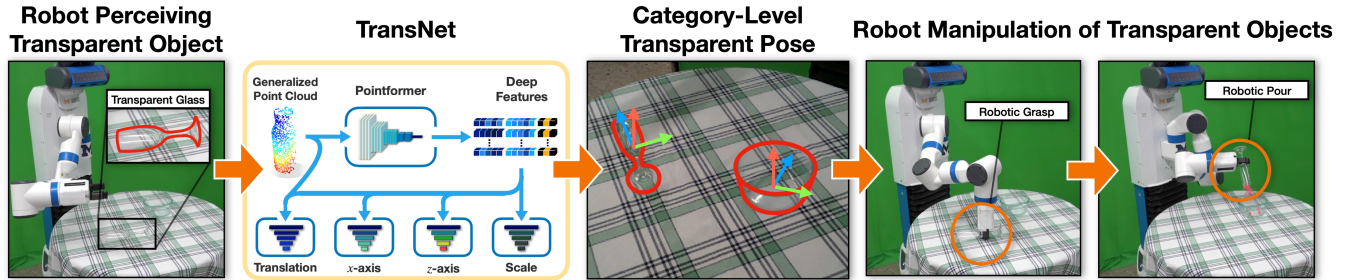 Robot Perceiving
Transparent Object
TransNet
Category-Level
Transparent Pose
Robot Manipulation of Transparent Objects
Transparent Glass
Generalized
Point Cloud
Pointformer
Deep
Features
Translation
x-axis
z-axis
Scale
Robotic Grasp
Robotic Pour